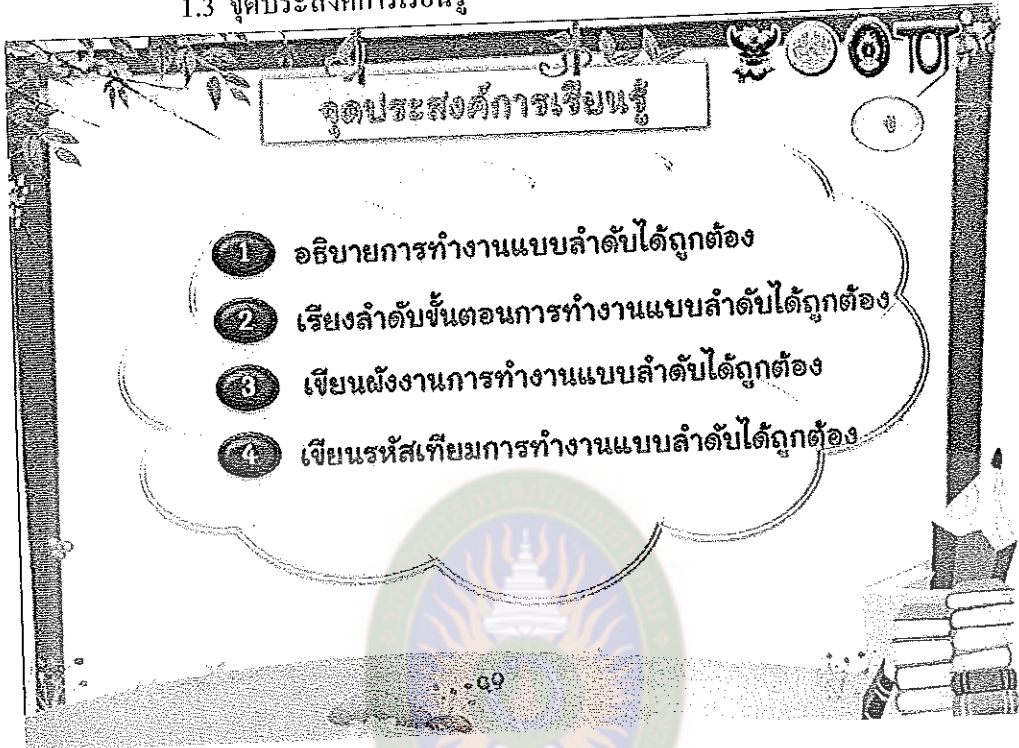 1.3 จุดประสงค์การเรียนรู้
จุดประสงค์การเรียนรู้
ข
1 อธิบายการทำงานแบบลำดับได้ถูกต้อง
2 เรียงลำดับขั้นตอนการทำงานแบบลำดับได้ถูกต้อง
3 เขียนผังงานการทำงานแบบลำดับได้ถูกต้อง
4 เขียนรหัสเทียมการทำงานแบบลำดับได้ถูกต้อง